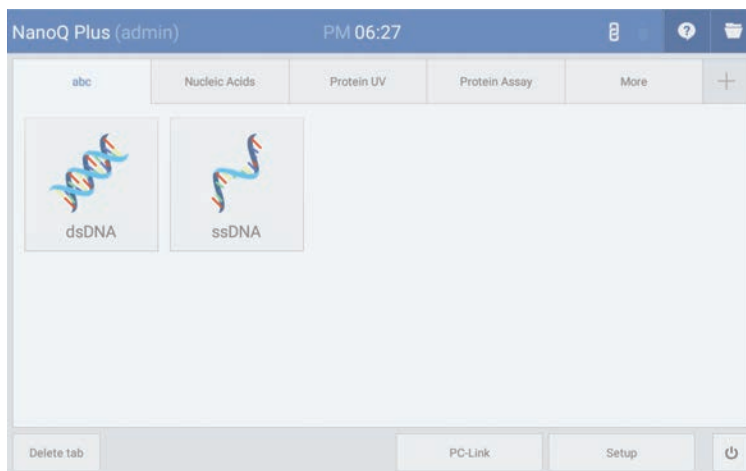 NanoQ Plus (admin) PM 06:27 ?
abc Nucleic Acids Protein UV Protein Assay More +
dsDNA ssDNA
Delete tab PC-Link Setup